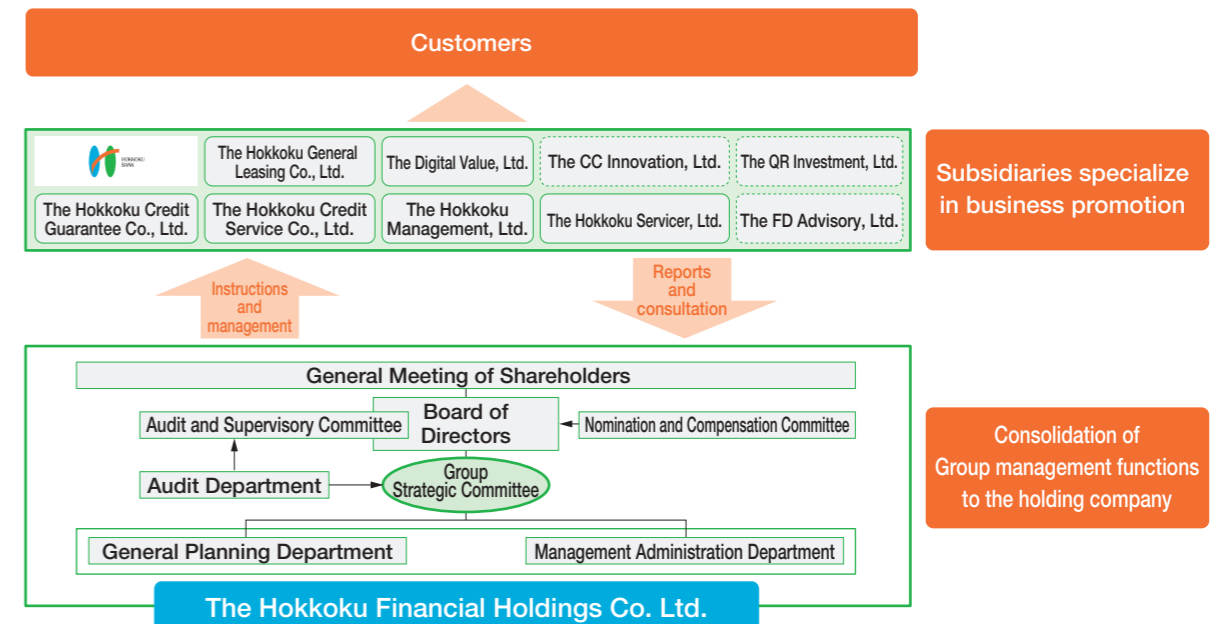 Customers
HOKKOKU
BANK
The Hokkoku General
Leasing Co., Ltd.
The Digital Value, Ltd.
The CC Innovation, Ltd.
The QR Investment, Ltd.
The Hokkoku Credit
Guarantee Co., Ltd.
The Hokkoku Credit
Service Co., Ltd.
The Hokkoku
Management, Ltd.
The Hokkoku Servicer, Ltd.
The FD Advisory, Ltd.
Subsidiaries specialize
in business promotion
Instructions
and
management
Reports
and
consultation
General Meeting of Shareholders
Audit and Supervisory Committee
Board of
Directors
Nomination and Compensation Committee
Audit Department
Group
Strategic Committee
General Planning Department
Management Administration Department
The Hokkoku Financial Holdings Co. Ltd.
Consolidation of
Group management functions
to the holding company